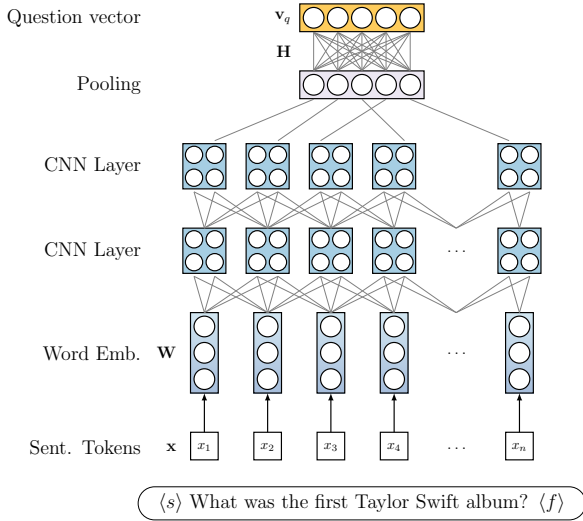 Question vector v_q
H
Pooling
CNN Layer
CNN Layer ...
Word Emb. W ...
Sent. Tokens x x_1 x_2 x_3 x_4 ... x_n
⟨s⟩ What was the first Taylor Swift album? ⟨f⟩